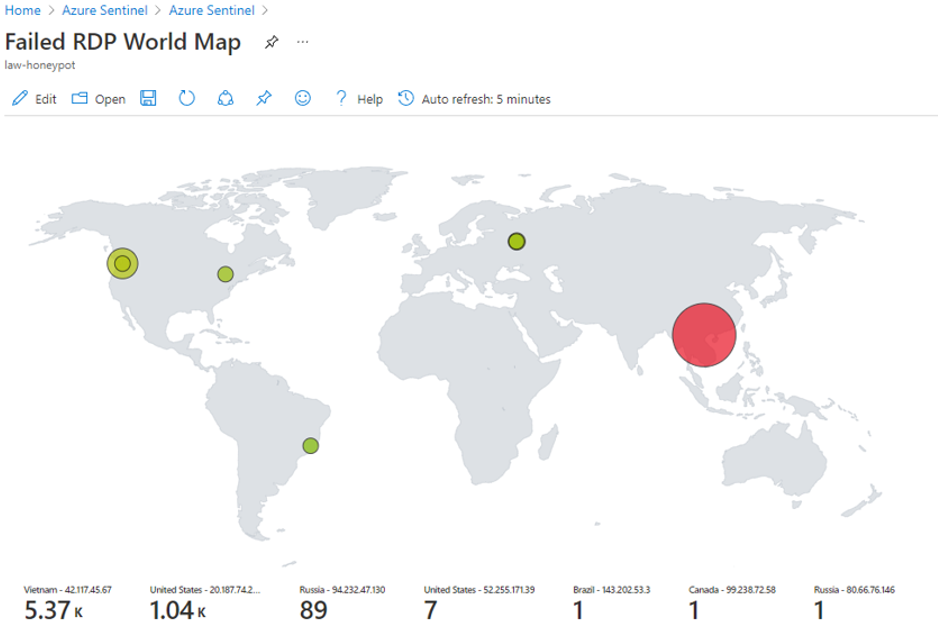 Home > Azure Sentinel > Azure Sentinel >
Failed RDP World Map ...
law-honeypot
Edit Open ? Help Auto refresh: 5 minutes
Vietnam - 42.117.45.67 United States - 20.187.74.2... Russia - 94.232.47.130 United States - 52.255.171.39 Brazil - 143.202.53.3 Canada - 99.238.72.58 Russia - 80.66.76.146
5.37 K 1.04 K 89 7 1 1 1